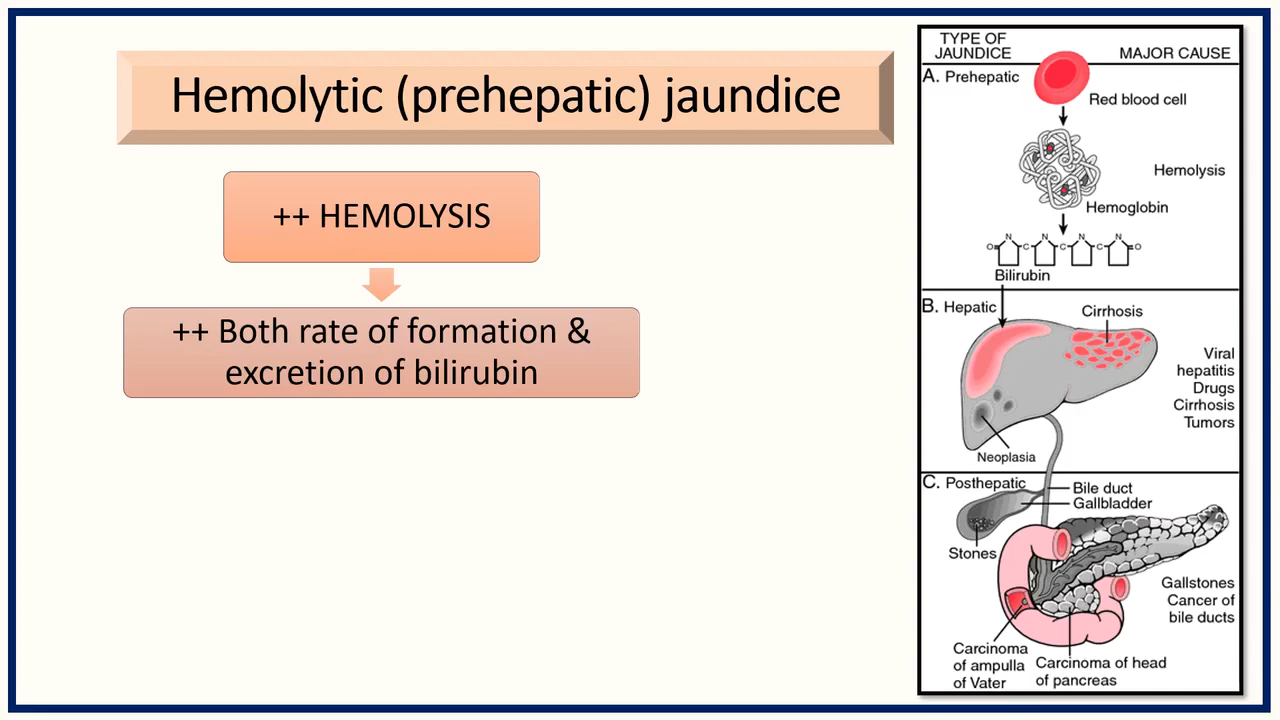 Hemolytic (prehepatic) jaundice
++ HEMOLYSIS
++ Both rate of formation &
excretion of bilirubin
TYPE OF
JAUNDICE
MAJOR CAUSE
A. Prehepatic
Red blood cell
Hemolysis
Hemoglobin
N N N N
O C C C O
Bilirubin
B. Hepatic
Cirrhosis
Viral
hepatitis
Drugs
Cirrhosis
Tumors
Neoplasia
C. Posthepatic
Bile duct
Gallbladder
Stones
Gallstones
Cancer of
bile ducts
Carcinoma
of ampulla
of Vater
Carcinoma of head
of pancreas